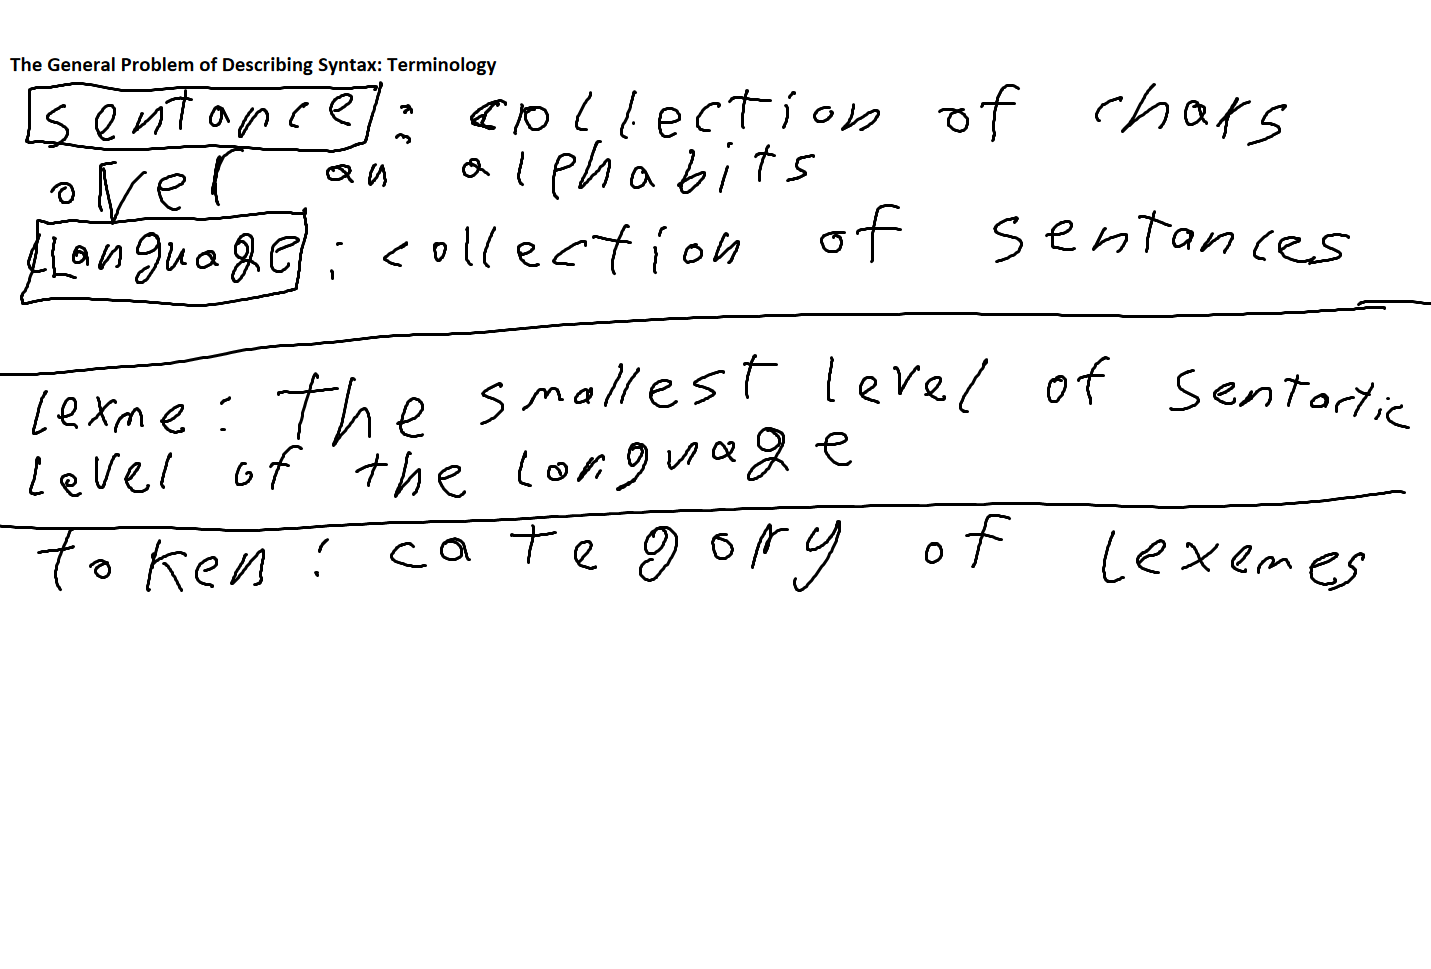 The General Problem of Describing Syntax: Terminology
sentance: collection of chars
over an alphabits
Language: collection of sentances
lexme: the smallest level of sentactic
level of the language
token: category of lexemes